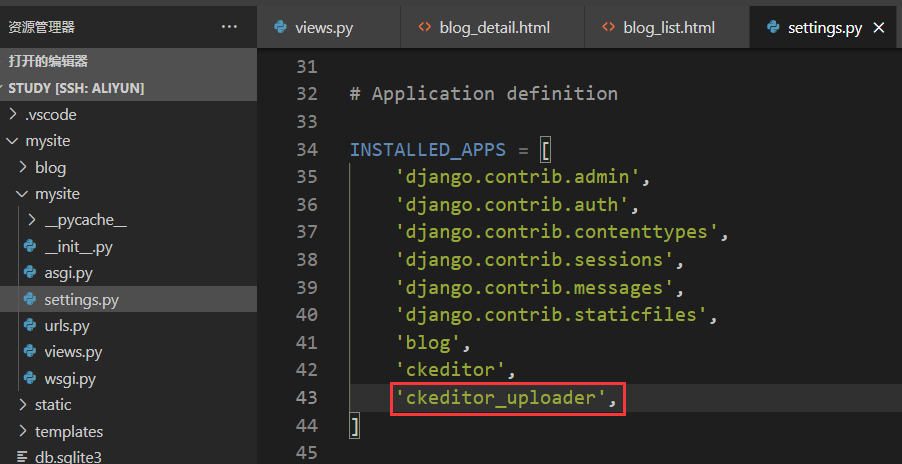 资源管理器 ···
打开的编辑器
STUDY [SSH: ALIYUN]
.vscode
mysite
blog
mysite
__pycache__
__init__.py
asgi.py
settings.py
urls.py
views.py
wsgi.py
static
templates
db.sqlite3
views.py blog_detail.html blog_list.html settings.py
31
32 # Application definition
33
34 INSTALLED_APPS = [
35 'django.contrib.admin',
36 'django.contrib.auth',
37 'django.contrib.contenttypes',
38 'django.contrib.sessions',
39 'django.contrib.messages',
40 'django.contrib.staticfiles',
41 'blog',
42 'ckeditor',
43 'ckeditor_uploader',
44 ]
45